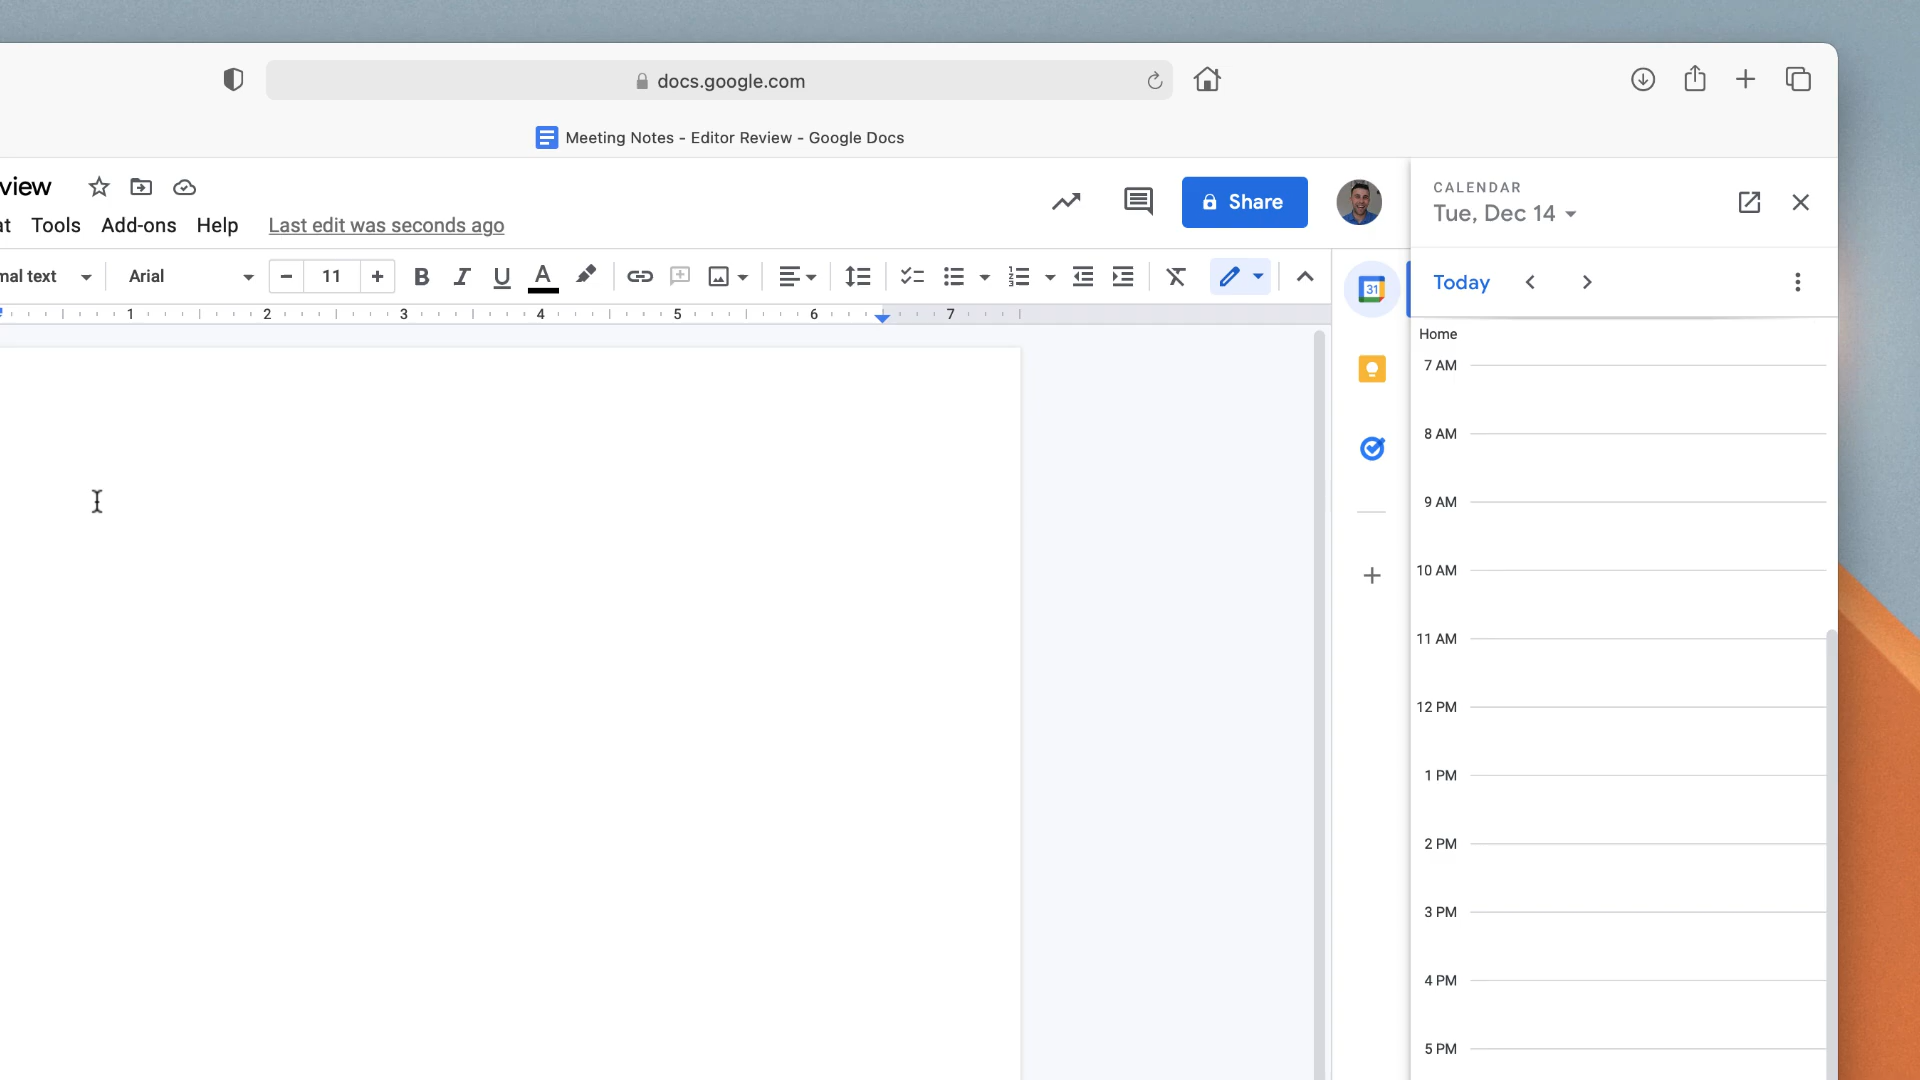 docs.google.com
Meeting Notes - Editor Review - Google Docs
view
Share
CALENDAR
Tue, Dec 14
at Tools Add-ons Help Last edit was seconds ago
mal text Arial 11 B I U A
31
Today
1 2 3 4 5 6 7
Home
7 AM
8 AM
9 AM
10 AM
11 AM
12 PM
1 PM
2 PM
3 PM
4 PM
5 PM